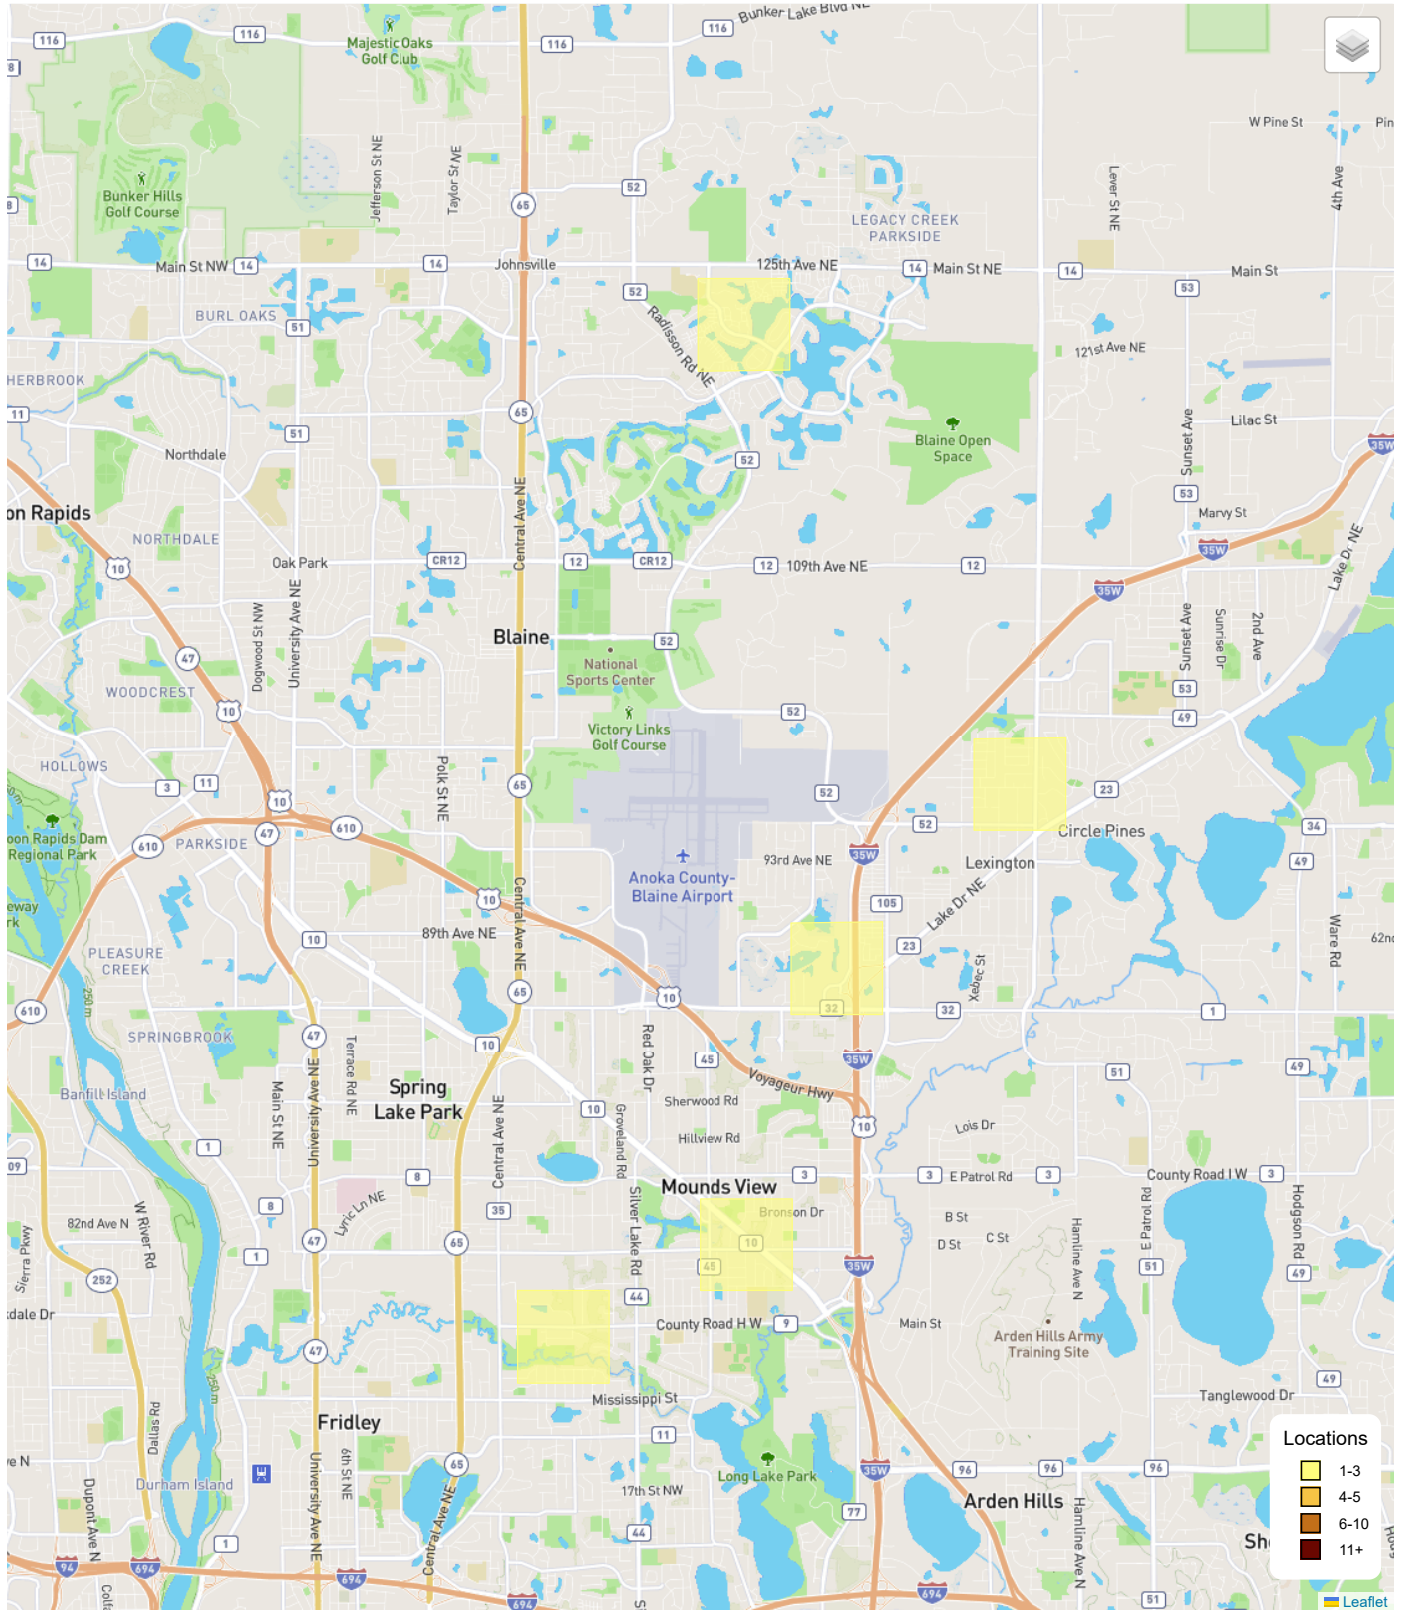 Bunker Lake Blvd NE
116
116
116
116
Majestic Oaks
Golf Club
W Pine St
Pin
Jefferson St NE
Taylor St NE
Lever St NE
4th Ave
Bunker Hills
Golf Course
52
65
LEGACY CREEK
PARKSIDE
14
Main St NW
14
14
Johnsville
125th Ave NE
14
Main St NE
14
Main St
52
53
BURL OAKS
51
Radisson Rd NE
121st Ave NE
HERBROOK
11
65
51
Lilac St
Sunset Ave
35W
Northdale
52
Blaine Open
Space
Central Ave NE
53
Marvy St
on Rapids
NORTHDALE
35W
Lake Dr NE
10
Oak Park
CR12
12
CR12
12
109th Ave NE
12
35W
Dogwood St NW
University Ave NE
Blaine
52
Sunset Ave
Sunrise Dr
2nd Ave
47
National
Sports Center
WOODCREST
53
10
52
49
Victory Links
Golf Course
HOLLOWS
3
11
Polk St NE
65
52
23
10
47
610
52
Circle Pines
34
oon Rapids Dam
Regional Park
610
PARKSIDE
93rd Ave NE
35W
Lexington
49
Anoka County-
Blaine Airport
10
105
Lake Dr NE
eway
rk
Central Ave NE
89th Ave NE
10
23
Ware Rd
62nd
PLEASURE
CREEK
Xebec St
65
10
250 m
610
32
32
1
SPRINGBROOK
47
10
Terrace Rd NE
Red Oak Dr
45
35W
51
49
Main St NE
University Ave NE
Spring
Lake Park
Voyageur Hwy
Banfill Island
Sherwood Rd
10
Groveland Rd
Central Ave NE
10
Lois Dr
Hillview Rd
1
09
8
3
3
E Patrol Rd
3
County Road I W
3
Mounds View
Lyric Ln NE
8
35
Silver Lake Rd
Bronson Dr
B St
82nd Ave N
W River Rd
D St
C St
Hamline Ave N
E Patrol Rd
Hodgson Rd
Sierra Pkwy
47
65
10
1
45
35W
51
49
252
44
kdale Dr
County Road H W
9
Main St
Arden Hills Army
Training Site
47
250 m
49
Mississippi St
Tanglewood Dr
Dallas Rd
Fridley
11
Locations
ve N
65
Long Lake Park
35W
96
96
96
1-3
Durham Island
6th St NE
University Ave NE
17th St NW
4-5
Dupont Ave N
Central Ave NE
77
Arden Hills
Hamline Ave N
6-10
44
1
Sh
11+
94
694
694
694
694
51
Colfa
Leaflet